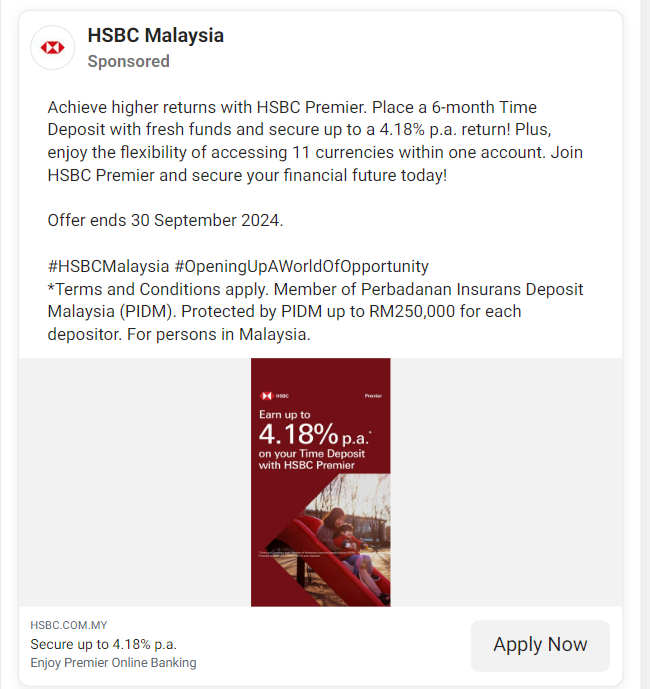 HSBC Malaysia
Sponsored
Achieve higher returns with HSBC Premier. Place a 6-month Time
Deposit with fresh funds and secure up to a 4.18% p.a. return! Plus,
enjoy the flexibility of accessing 11 currencies within one account. Join
HSBC Premier and secure your financial future today!
Offer ends 30 September 2024.
#HSBCMalaysia #OpeningUpAWorldOfOpportunity
*Terms and Conditions apply. Member of Perbadanan Insurans Deposit
Malaysia (PIDM). Protected by PIDM up to RM250,000 for each
depositor. For persons in Malaysia.
HSBC Premier
Earn up to
4.18% p.a.*
on your Time Deposit
with HSBC Premier
HSBC.COM.MY
Secure up to 4.18% p.a.
Enjoy Premier Online Banking
Apply Now